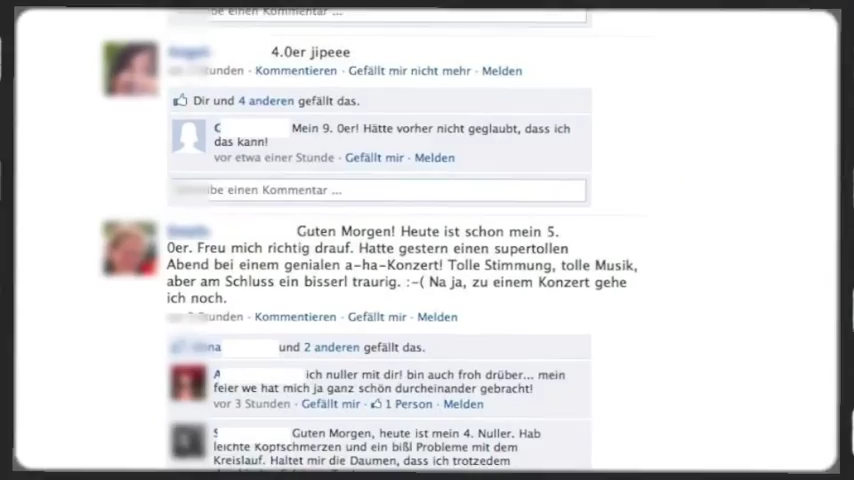 be einen Kommentar ...
4.0er jipeee
Stunden · Kommentieren · Gefällt mir nicht mehr · Melden
Dir und 4 anderen gefällt das.
Mein 9. 0er! Hätte vorher nicht geglaubt, dass ich
das kann!
vor etwa einer Stunde · Gefällt mir · Melden
be einen Kommentar ...
Guten Morgen! Heute ist schon mein 5.
0er. Freu mich richtig drauf. Hatte gestern einen supertollen
Abend bei einem genialen a-ha-Konzert! Tolle Stimmung, tolle Musik,
aber am Schluss ein bisserl traurig. :-( Na ja, zu einem Konzert gehe
ich noch.
Stunden · Kommentieren · Gefällt mir · Melden
und 2 anderen gefällt das.
ich nuller mit dir! bin auch froh drüber... mein
feier we hat mich ja ganz schön durcheinander gebracht!
vor 3 Stunden · Gefällt mir · 1 Person · Melden
Guten Morgen, heute ist mein 4. Nuller. Hab
leichte Kopfschmerzen und ein bißl Probleme mit dem
Kreislauf. Haltet mir die Daumen, dass ich trotzedem